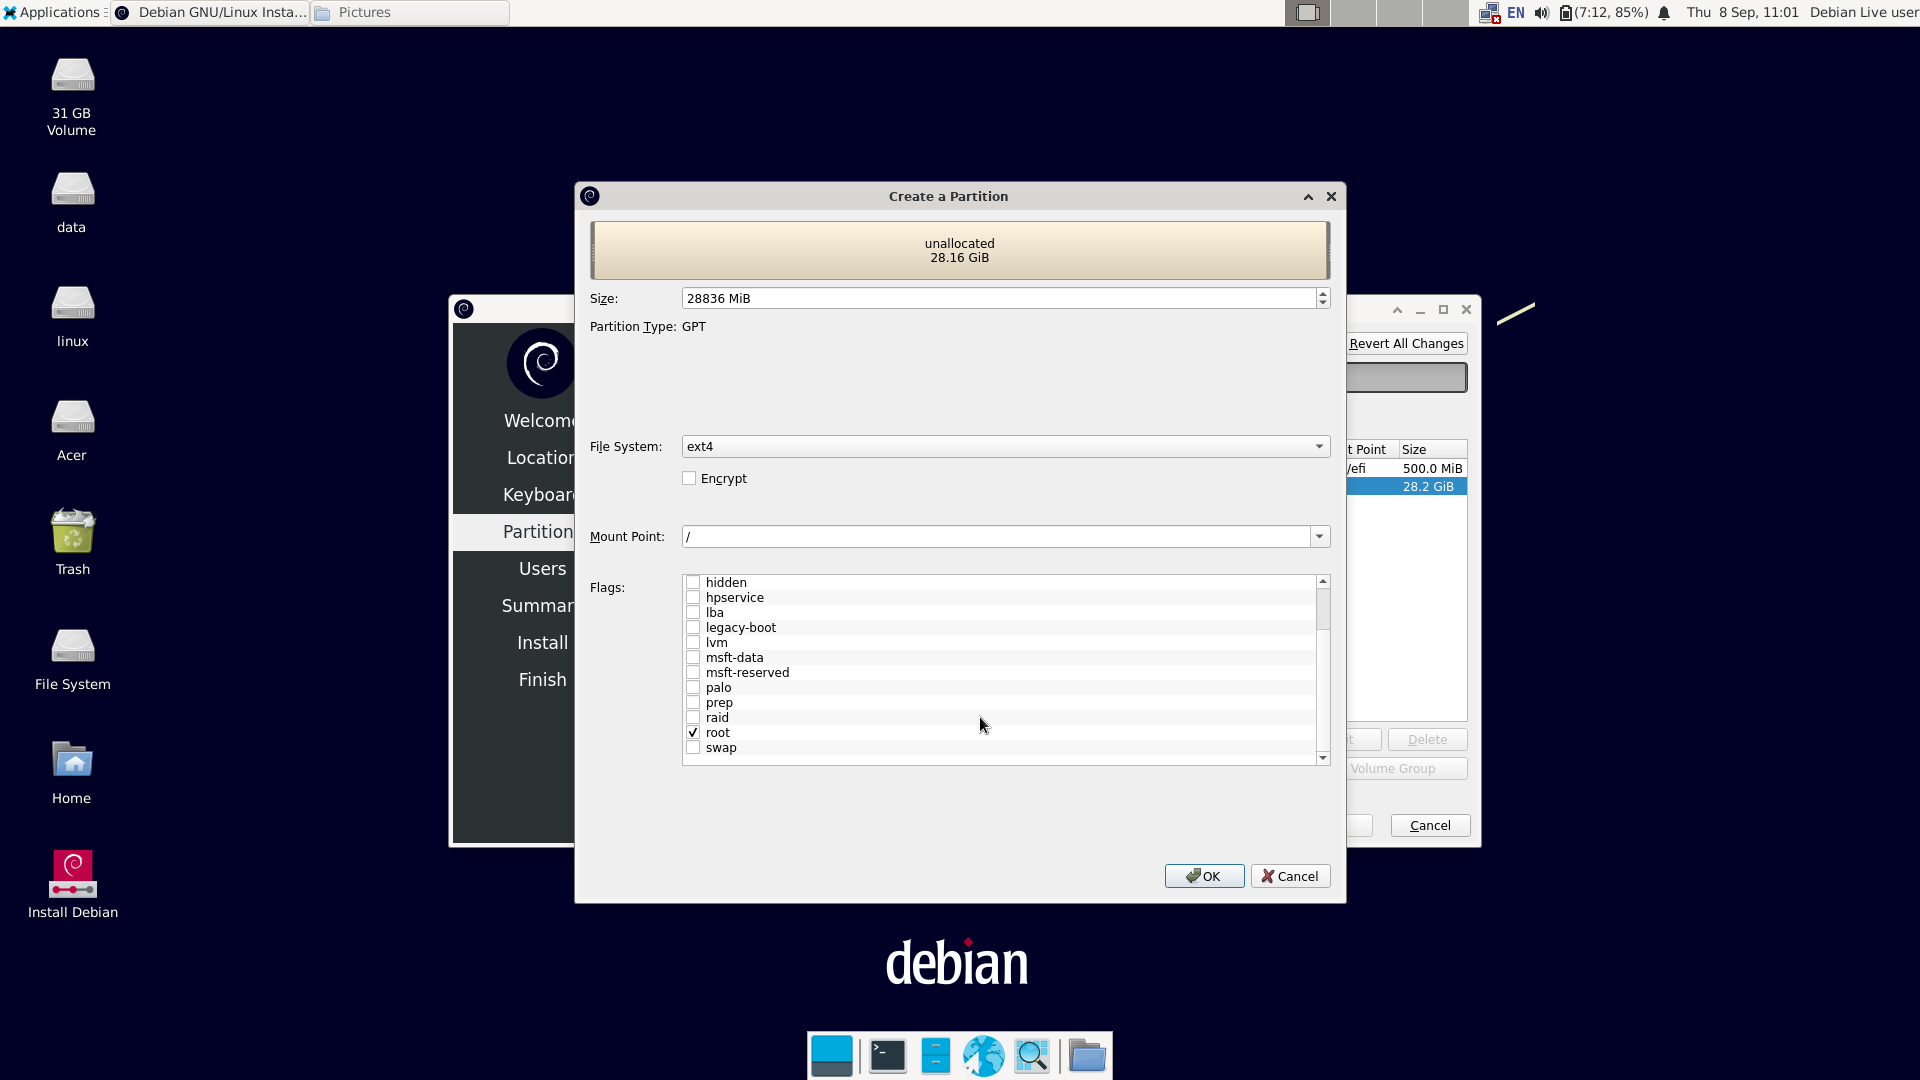 Applications
Debian GNU/Linux Insta...
Pictures
EN
(7:12, 85%)
Thu 8 Sep, 11:01
Debian Live user
31 GB
Volume
data
linux
Acer
Trash
File System
Home
Install Debian
Create a Partition
unallocated
28.16 GiB
Size:
28836 MiB
Partition Type: GPT
File System:
ext4
Encrypt
Mount Point:
/
Flags:
hidden
hpservice
lba
legacy-boot
lvm
msft-data
msft-reserved
palo
prep
raid
root
swap
OK
Cancel
Welcome
Location
Keyboar
Partition
Users
Summar
Install
Finish
Revert All Changes
t Point
Size
/efi
500.0 MiB
28.2 GiB
it
Delete
Volume Group
Cancel
debian